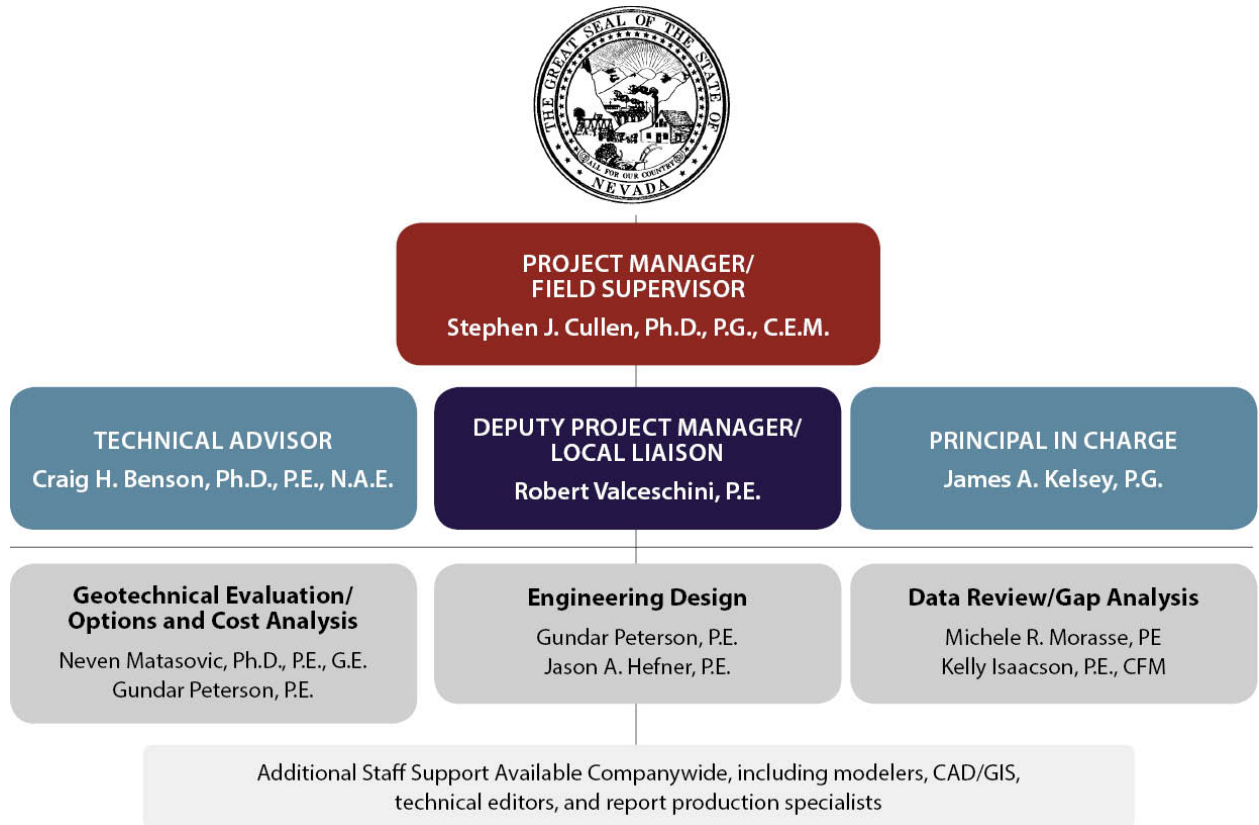 THE GREAT SEAL OF THE STATE OF
NEVADA
ALL FOR OUR COUNTRY
PROJECT MANAGER/
FIELD SUPERVISOR
Stephen J. Cullen, Ph.D., P.G., C.E.M.
TECHNICAL ADVISOR
Craig H. Benson, Ph.D., P.E., N.A.E.
DEPUTY PROJECT MANAGER/
LOCAL LIAISON
Robert Valceschini, P.E.
PRINCIPAL IN CHARGE
James A. Kelsey, P.G.
Geotechnical Evaluation/
Options and Cost Analysis
Neven Matasovic, Ph.D., P.E., G.E.
Gundar Peterson, P.E.
Engineering Design
Gundar Peterson, P.E.
Jason A. Hefner, P.E.
Data Review/Gap Analysis
Michele R. Morasse, PE
Kelly Isaacson, P.E., CFM
Additional Staff Support Available Companywide, including modelers, CAD/GIS,
technical editors, and report production specialists